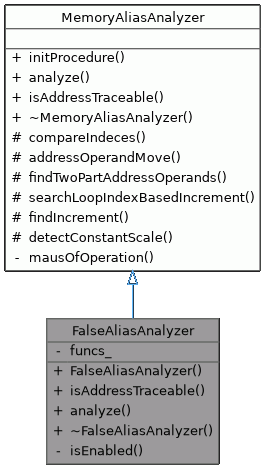 MemoryAliasAnalyzer
+ initProcedure()
+ analyze()
+ isAddressTraceable()
+ ~MemoryAliasAnalyzer()
# compareIndeces()
# addressOperandMove()
# findTwoPartAddressOperands()
# searchLoopIndexBasedIncrement()
# findIncrement()
# detectConstantScale()
- mausOfOperation()
FalseAliasAnalyzer
- funcs_
+ FalseAliasAnalyzer()
+ isAddressTraceable()
+ analyze()
+ ~FalseAliasAnalyzer()
- isEnabled()